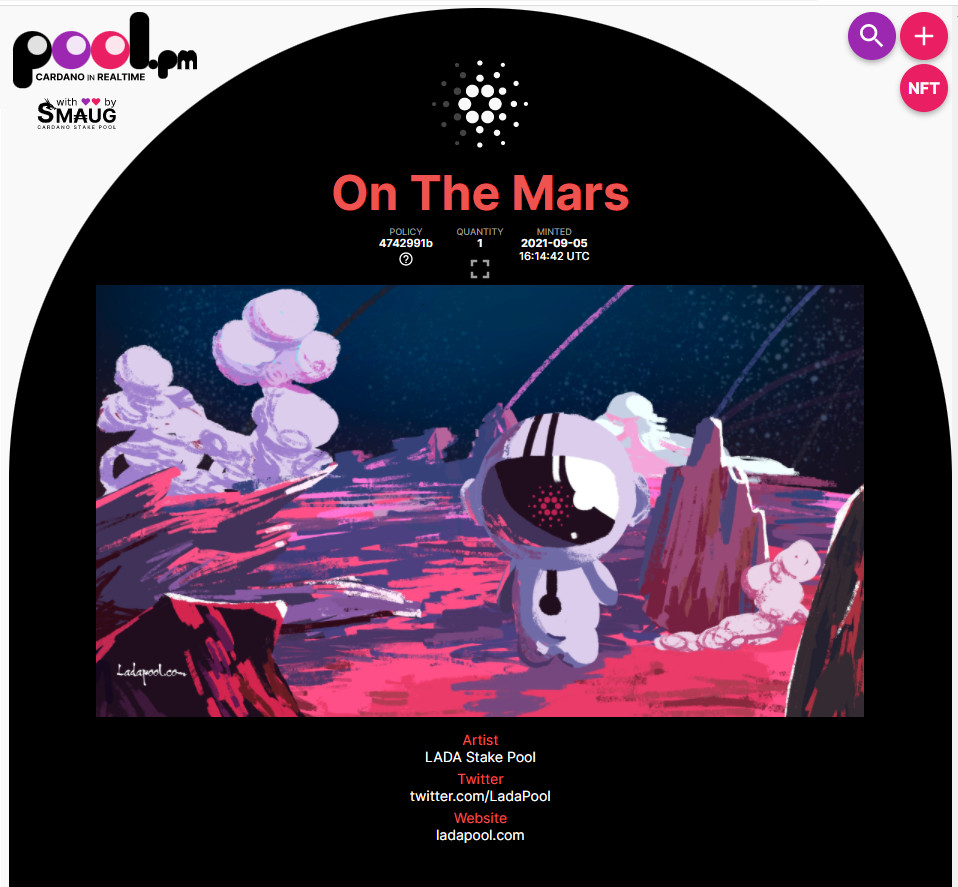 pool.pm
CARDANO IN REALTIME
with by
SMAUG
CARDANO STAKE POOL
NFT
On The Mars
POLICY QUANTITY MINTED
4742991b 1 2021-09-05
16:14:42 UTC
Ladapool.co
Artist
LADA Stake Pool
Twitter
twitter.com/LadaPool
Website
ladapool.com